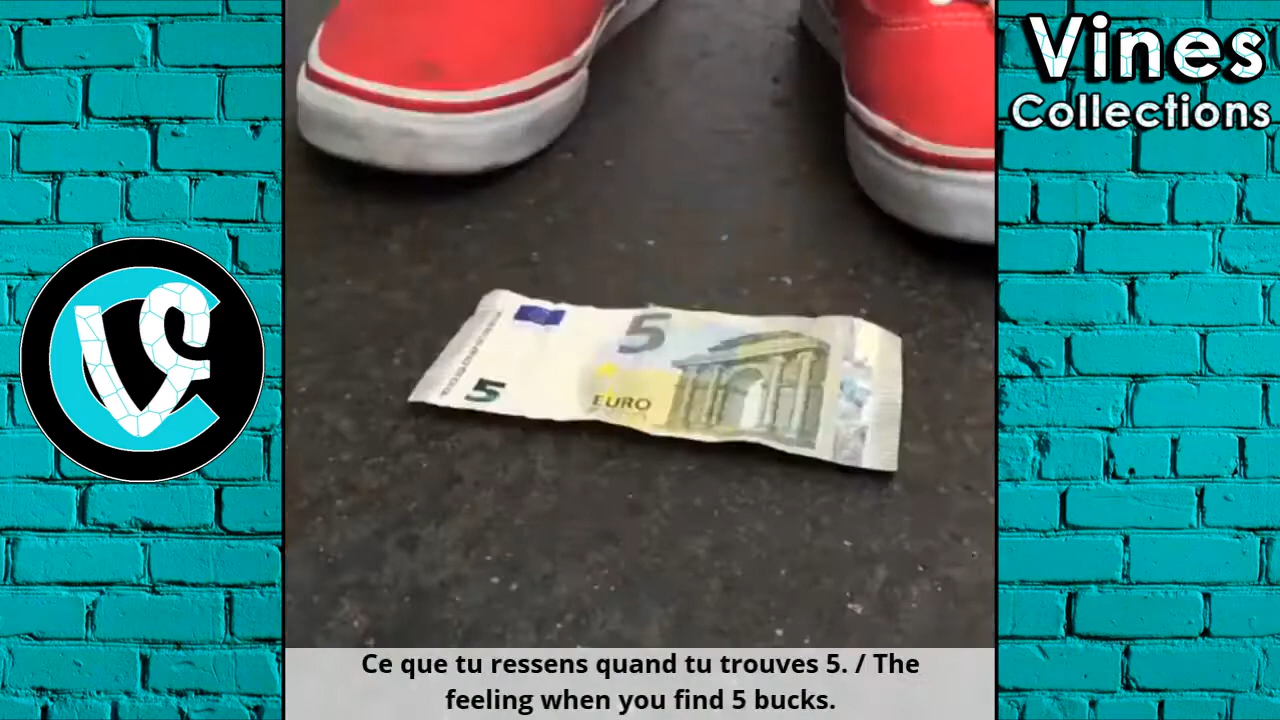 Vines
Collections
5
EURO
5
Ce que tu ressens quand tu trouves 5. / The
feeling when you find 5 bucks.